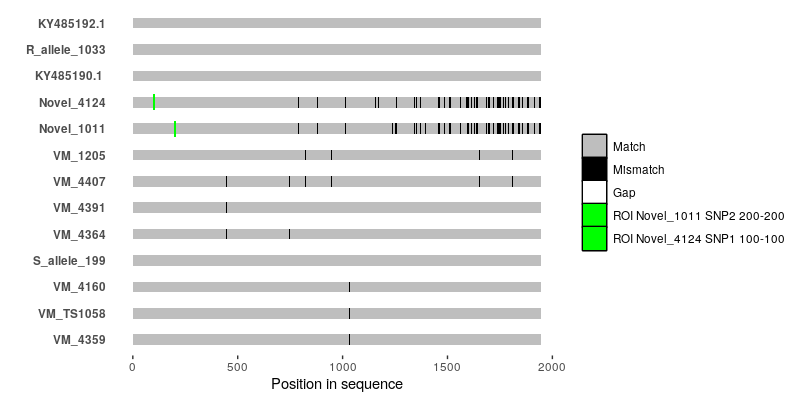 KY485192.1
R_allele_1033
KY485190.1
Novel_4124
Novel_1011
VM_1205
VM_4407
VM_4391
VM_4364
S_allele_199
VM_4160
VM_TS1058
VM_4359
0 500 1000 1500 2000
Position in sequence
Match
Mismatch
Gap
ROI Novel_1011 SNP2 200-200
ROI Novel_4124 SNP1 100-100